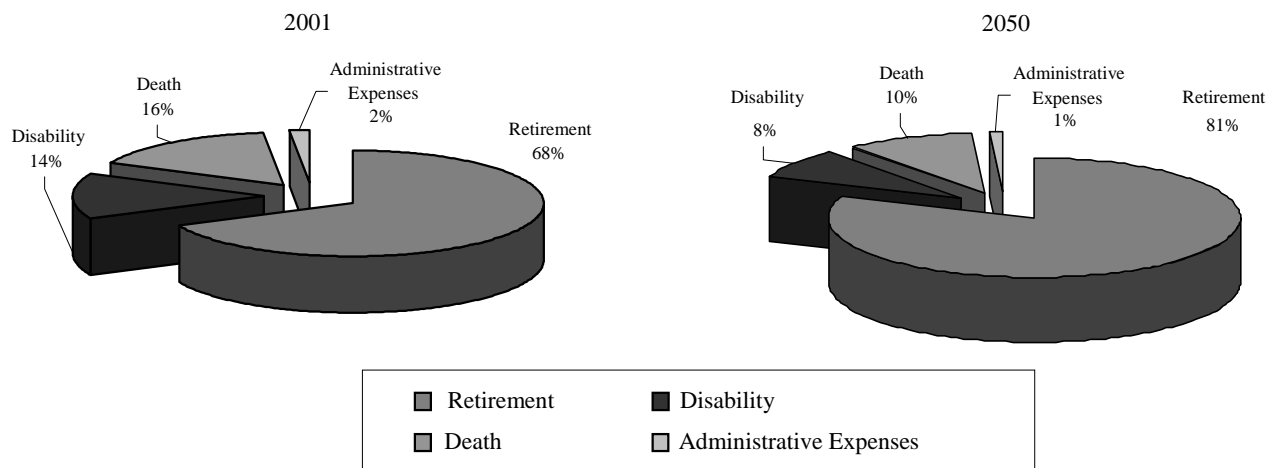 2001
Death
16%
Administrative
Expenses
2%
Disability
14%
Retirement
68%
2050
Disability
8%
Death
10%
Administrative
Expenses
1%
Retirement
81%
Retirement
Disability
Death
Administrative Expenses